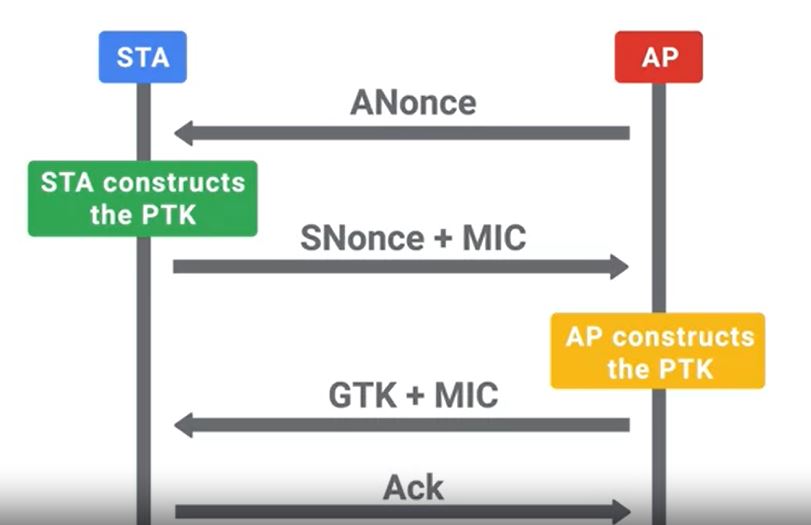 STA
AP
ANonce
STA constructs
the PTK
SNonce + MIC
AP constructs
the PTK
GTK + MIC
Ack